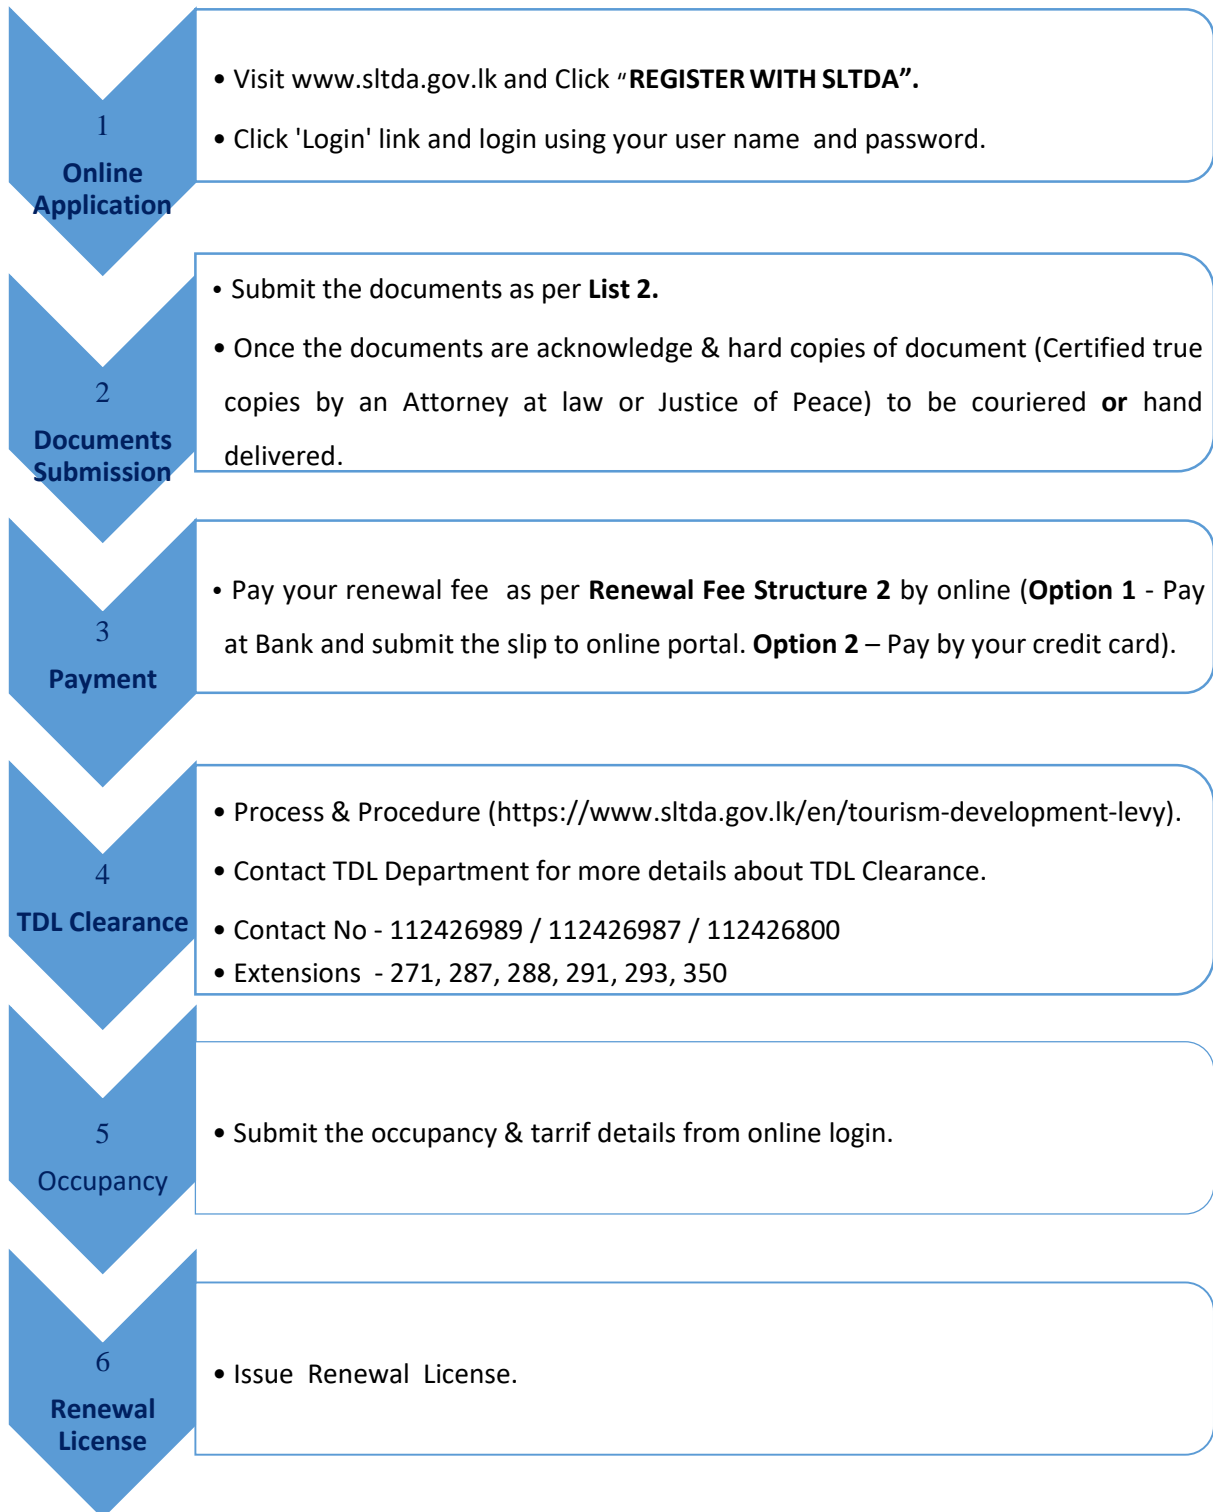 1
Online
Application
• Visit www.sltda.gov.lk and Click “REGISTER WITH SLTDA”.
• Click 'Login' link and login using your user name and password.
2
Documents
Submission
• Submit the documents as per List 2.
• Once the documents are acknowledge & hard copies of document (Certified true
copies by an Attorney at law or Justice of Peace) to be couriered or hand
delivered.
3
Payment
• Pay your renewal fee as per Renewal Fee Structure 2 by online (Option 1 - Pay
at Bank and submit the slip to online portal. Option 2 – Pay by your credit card).
4
TDL Clearance
• Process & Procedure (https://www.sltda.gov.lk/en/tourism-development-levy).
• Contact TDL Department for more details about TDL Clearance.
• Contact No - 112426989 / 112426987 / 112426800
• Extensions - 271, 287, 288, 291, 293, 350
5
Occupancy
• Submit the occupancy & tarrif details from online login.
6
Renewal
License
• Issue Renewal License.